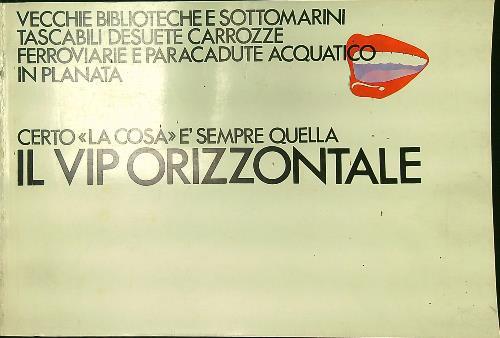 VECCHIE BIBLIOTECHE E SOTTOMARINI
TASCABILI DESUETE CARROZZE
FERROVIARIE E PARACADUTE ACQUATICO
IN PLANATA
CERTO «LA COSA» E' SEMPRE QUELLA
IL VIP ORIZZONTALE